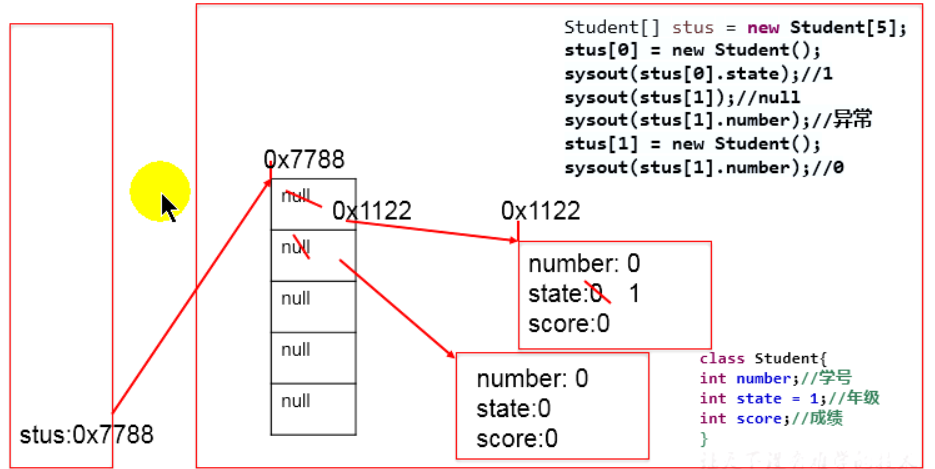 Student[] stus = new Student[5];
stus[0] = new Student();
sysout(stus[0].state);//1
sysout(stus[1]);//null
sysout(stus[1].number);//异常
stus[1] = new Student();
sysout(stus[1].number);//0
0x7788
null
0x1122
0x1122
null
number: 0
state:0 1
score:0
null
null
null
number: 0
state:0
score:0
class Student{
int number;//学号
int state = 1;//年级
int score;//成绩
}
stus:0x7788